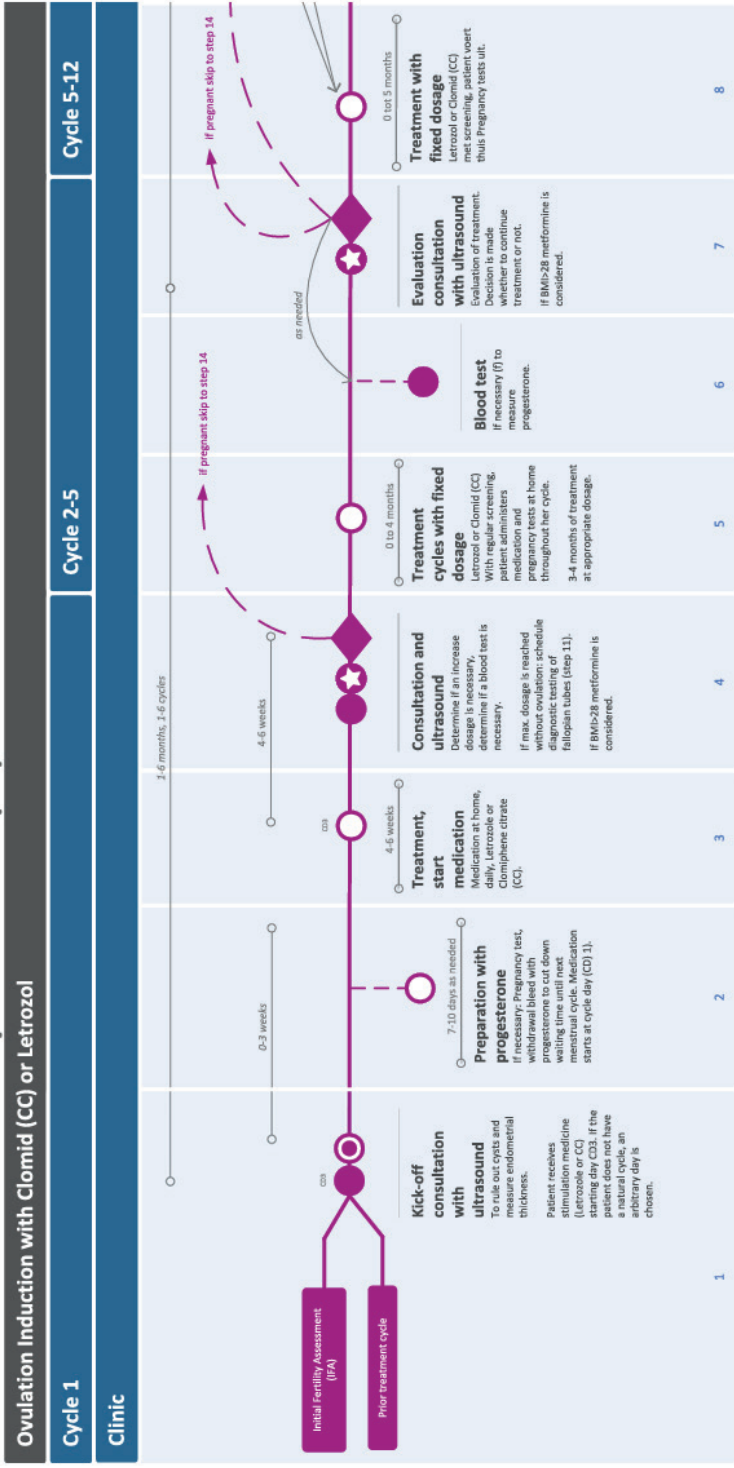 Ovulation Induction with Clomid (CC) or Letrozol
Cycle 1
Cycle 2-5
Cycle 5-12
Clinic
1-6 months, 1-6 cycles
0-3 weeks
4-6 weeks
if pregnant skip to step 14
if pregnant skip to step 14
as needed
Initial Fertility Assessment
(IFA)
Prior treatment cycle
CD3
Kick-off
consultation
with
ultrasound
To rule out cysts and
measure endometrial
thickness.
Patient receives
stimulation medicine
(Letrozole or CC)
starting day CD3. If the
patient does not have
a natural cycle, an
arbitrary day is
chosen.
1
7-10 days as needed
Preparation with
progesterone
If necessary: Pregnancy test,
withdrawal bleed with
progesterone to cut down
waiting time until next
menstrual cycle. Medication
starts at cycle day (CD) 1).
2
CD3
4-6 weeks
Treatment,
start
medication
Medication at home,
daily, Letrozole or
Clomiphene citrate
(CC).
3
Consultation and
ultrasound
Determine if an increase
dosage is necessary,
determine if a blood test is
necessary.
If max. dosage is reached
without ovulation: schedule
diagnostic testing of
fallopian tubes (step 11).
If BMI>28 metformine is
considered.
4
0 to 4 months
Treatment
cycles with fixed
dosage
Letrozol or Clomid (CC)
With regular screening,
patient administers
medication and
pregnancy tests at home
throughout her cycle.
3-4 months of treatment
at appropriate dosage.
5
Blood test
If necessary (f) to
measure
progesterone.
6
Evaluation
consultation
with ultrasound
Evaluation of treatment.
Decision is made
whether to continue
treatment or not.
If BMI>28 metformine is
considered.
7
0 tot 5 months
Treatment with
fixed dosage
Letrozol or Clomid (CC)
met screening, patient voert
thuis Pregnancy tests uit.
8